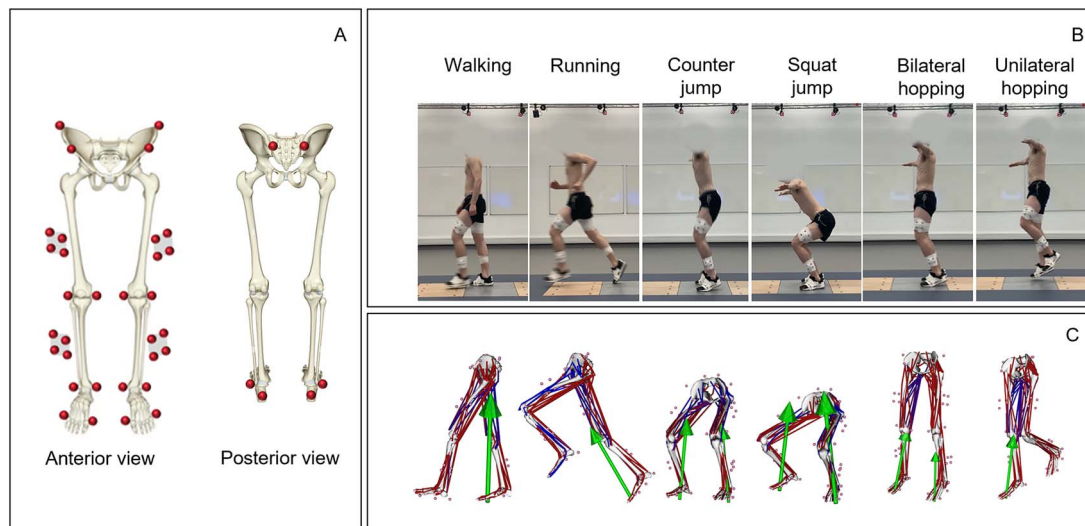 A
Anterior view
Posterior view
B
Walking
Running
Counter
jump
Squat
jump
Bilateral
hopping
Unilateral
hopping
C